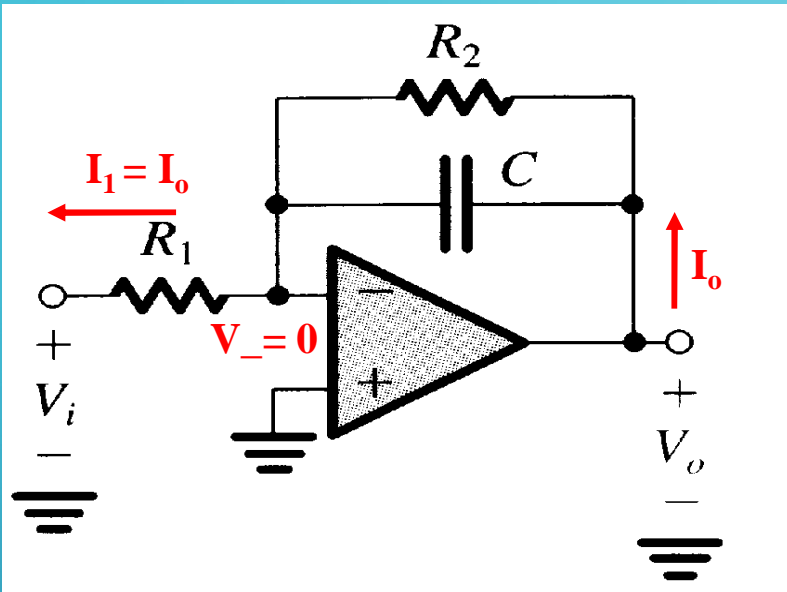 R₂
I₁ = Iₒ
C
R₁
Iₒ
−
V_= 0
+
+
Vᵢ
−
+
Vₒ
−